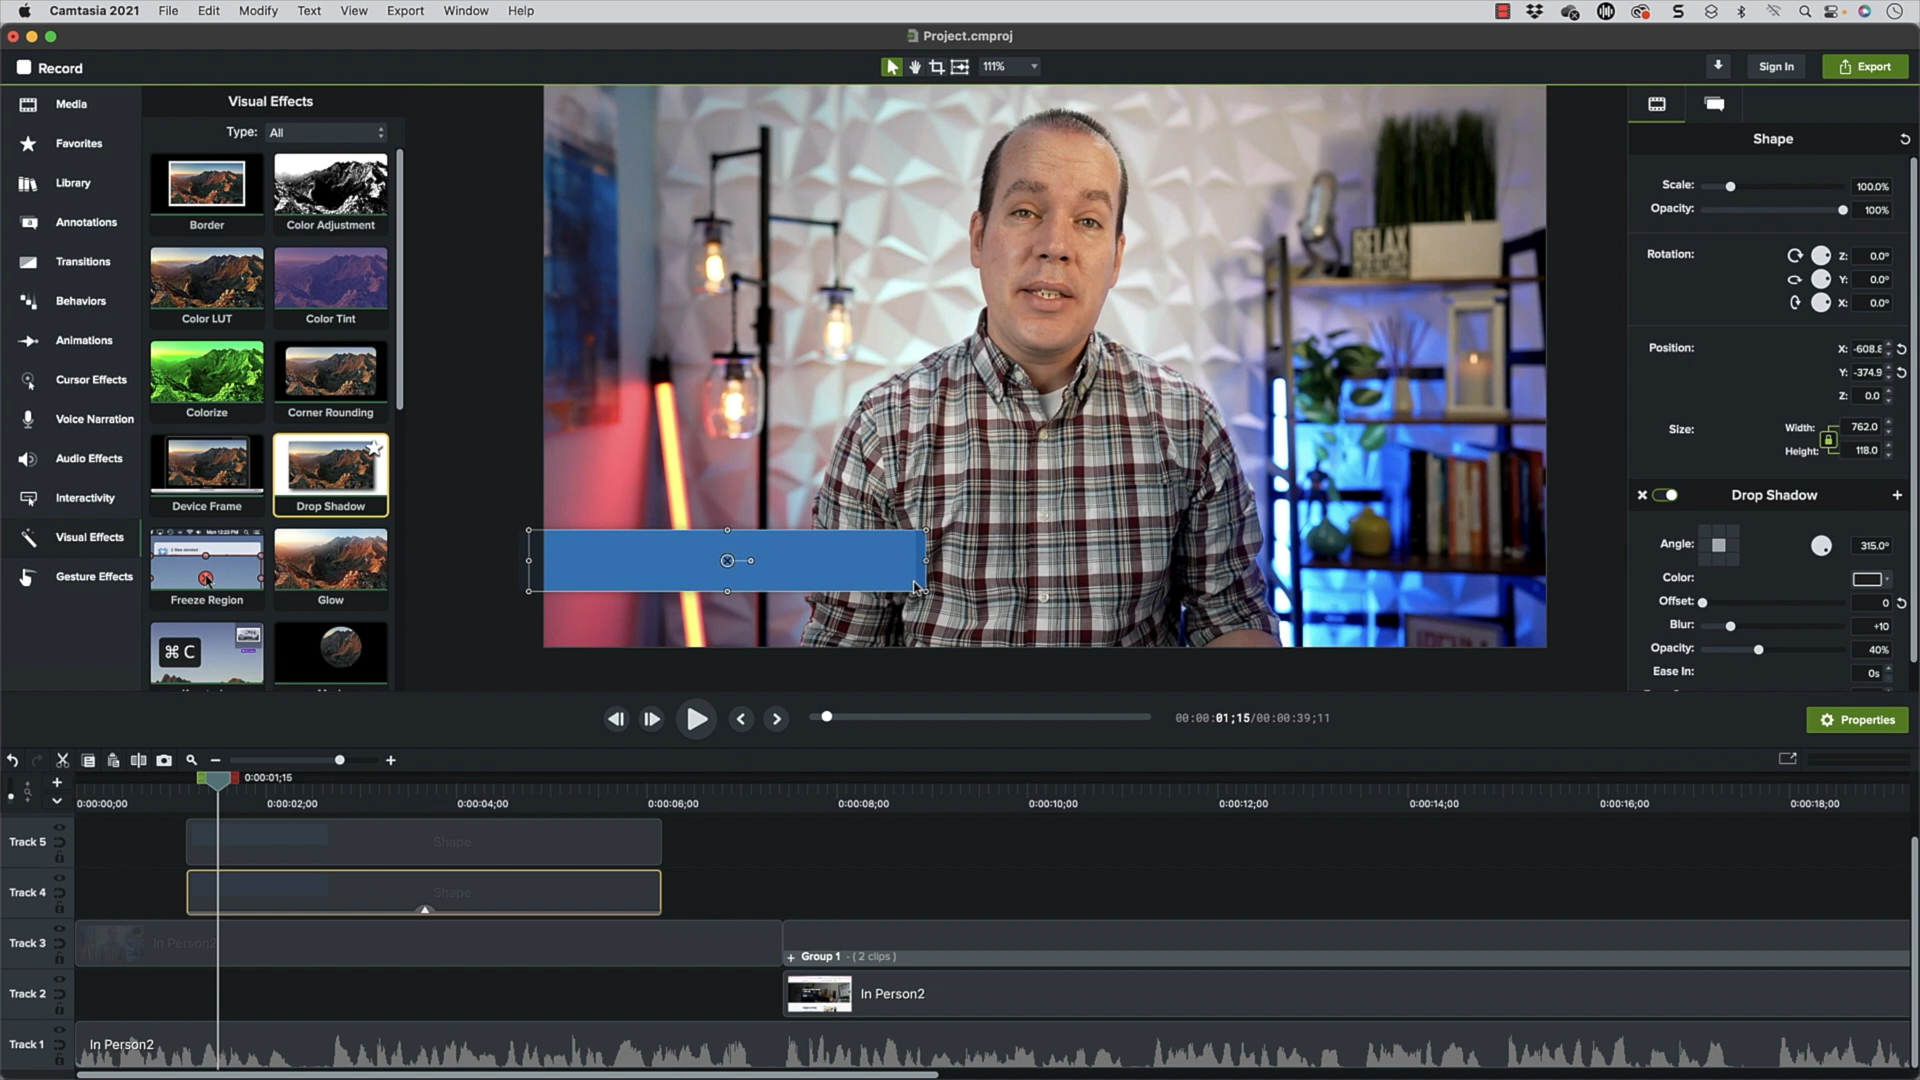 Camtasia 2021 File Edit Modify Text View Export Window Help
Project.cmproj
Record 111% Sign In Export
Media
Favorites
Library
Annotations
Transitions
Behaviors
Animations
Cursor Effects
Voice Narration
Audio Effects
Interactivity
Visual Effects
Gesture Effects
Visual Effects
Type: All
Border Color Adjustment
Color LUT Color Tint
Colorize Corner Rounding
Device Frame Drop Shadow
Freeze Region Glow
⌘ C
RELAX
Shape
Scale: 100.0%
Opacity: 100%
Rotation: Z: 0.0°
Y: 0.0°
X: 0.0°
Position: X: -608.8
Y: -374.9
Z: 0.0
Size: Width: 762.0
Height: 118.0
Drop Shadow
Angle: 315.0°
Color:
Offset: 0
Blur: +10
Opacity: 40%
Ease In: 0s
00:00:01;15/00:00:39;11
Properties
0:00:01;15
0:00:00;00 0:00:02;00 0:00:04;00 0:00:06;00 0:00:08;00 0:00:10;00 0:00:12;00 0:00:14;00 0:00:16;00 0:00:18;00
Track 5 Shape
Track 4 Shape
Track 3 In Person2
+ Group 1 - ( 2 clips )
Track 2 In Person2
Track 1 In Person2